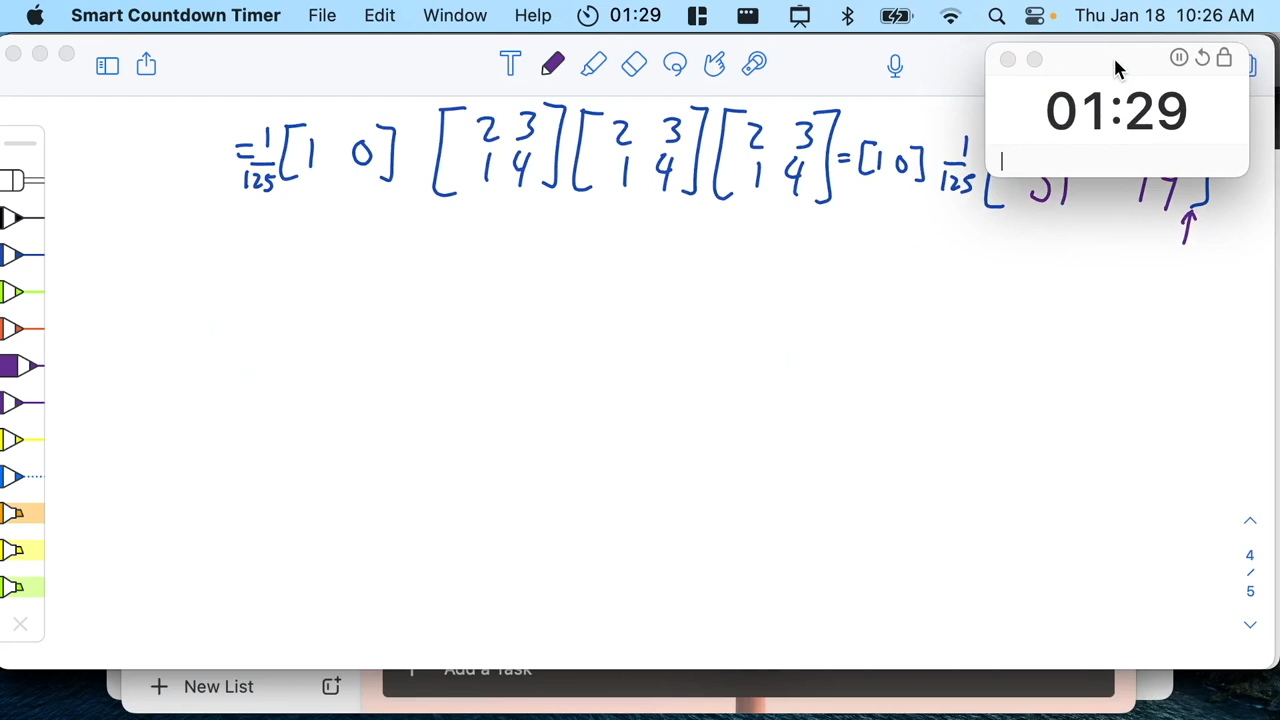 Smart Countdown Timer File Edit Window Help 01:29 Thu Jan 18 10:26 AM
01:29
= 1/125 [1 0] [2 3 [2 3 [2 3 = [1 0] 1/125
1 4] 1 4] 1 4]
4
/
5
Add a Task
New List